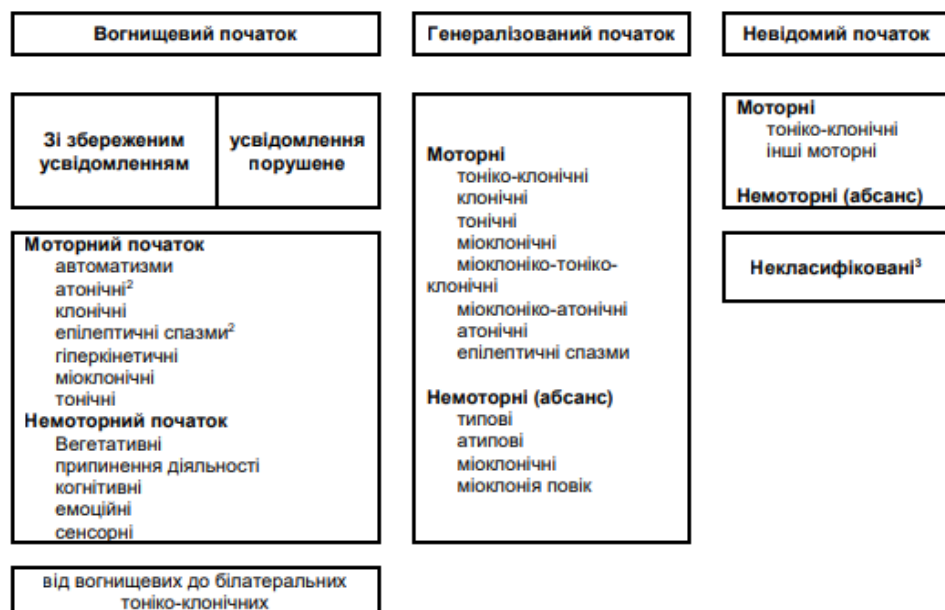 Вогнищевий початок
Зі збереженим усвідомленням
усвідомлення порушене
Моторний початок
автоматизми
атонічні²
клонічні
епілептичні спазми²
гіперкінетичні
міоклонічні
тонічні
Немоторний початок
Вегетативні
припинення діяльності
когнітивні
емоційні
сенсорні
від вогнищевих до білатеральних
тоніко-клонічних
Генералізований початок
Моторні
тоніко-клонічні
клонічні
тонічні
міоклонічні
міоклоніко-тоніко-
клонічні
міоклоніко-атонічні
атонічні
епілептичні спазми
Немоторні (абсанс)
типові
атипові
міоклонічні
міоклонія повік
Невідомий початок
Моторні
тоніко-клонічні
інші моторні
Немоторні (абсанс)
Некласифіковані³